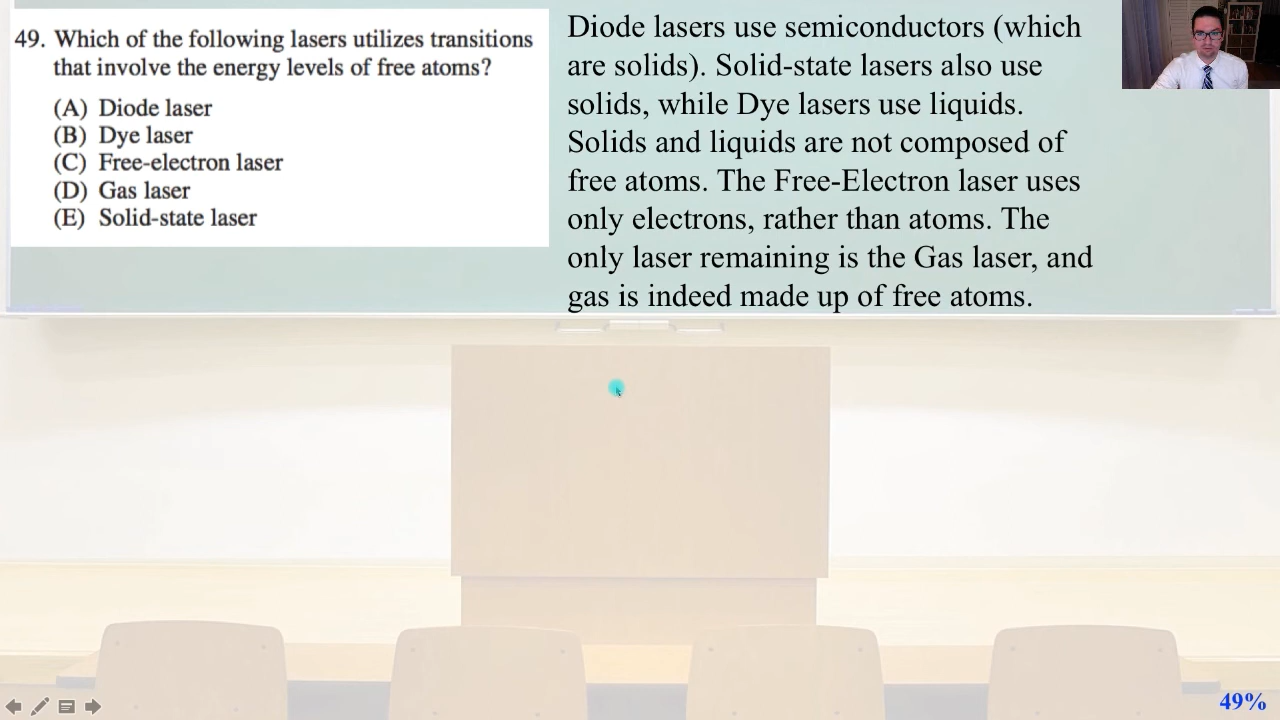 49. Which of the following lasers utilizes transitions
that involve the energy levels of free atoms?
(A) Diode laser
(B) Dye laser
(C) Free-electron laser
(D) Gas laser
(E) Solid-state laser
Diode lasers use semiconductors (which
are solids). Solid-state lasers also use
solids, while Dye lasers use liquids.
Solids and liquids are not composed of
free atoms. The Free-Electron laser uses
only electrons, rather than atoms. The
only laser remaining is the Gas laser, and
gas is indeed made up of free atoms.
49%